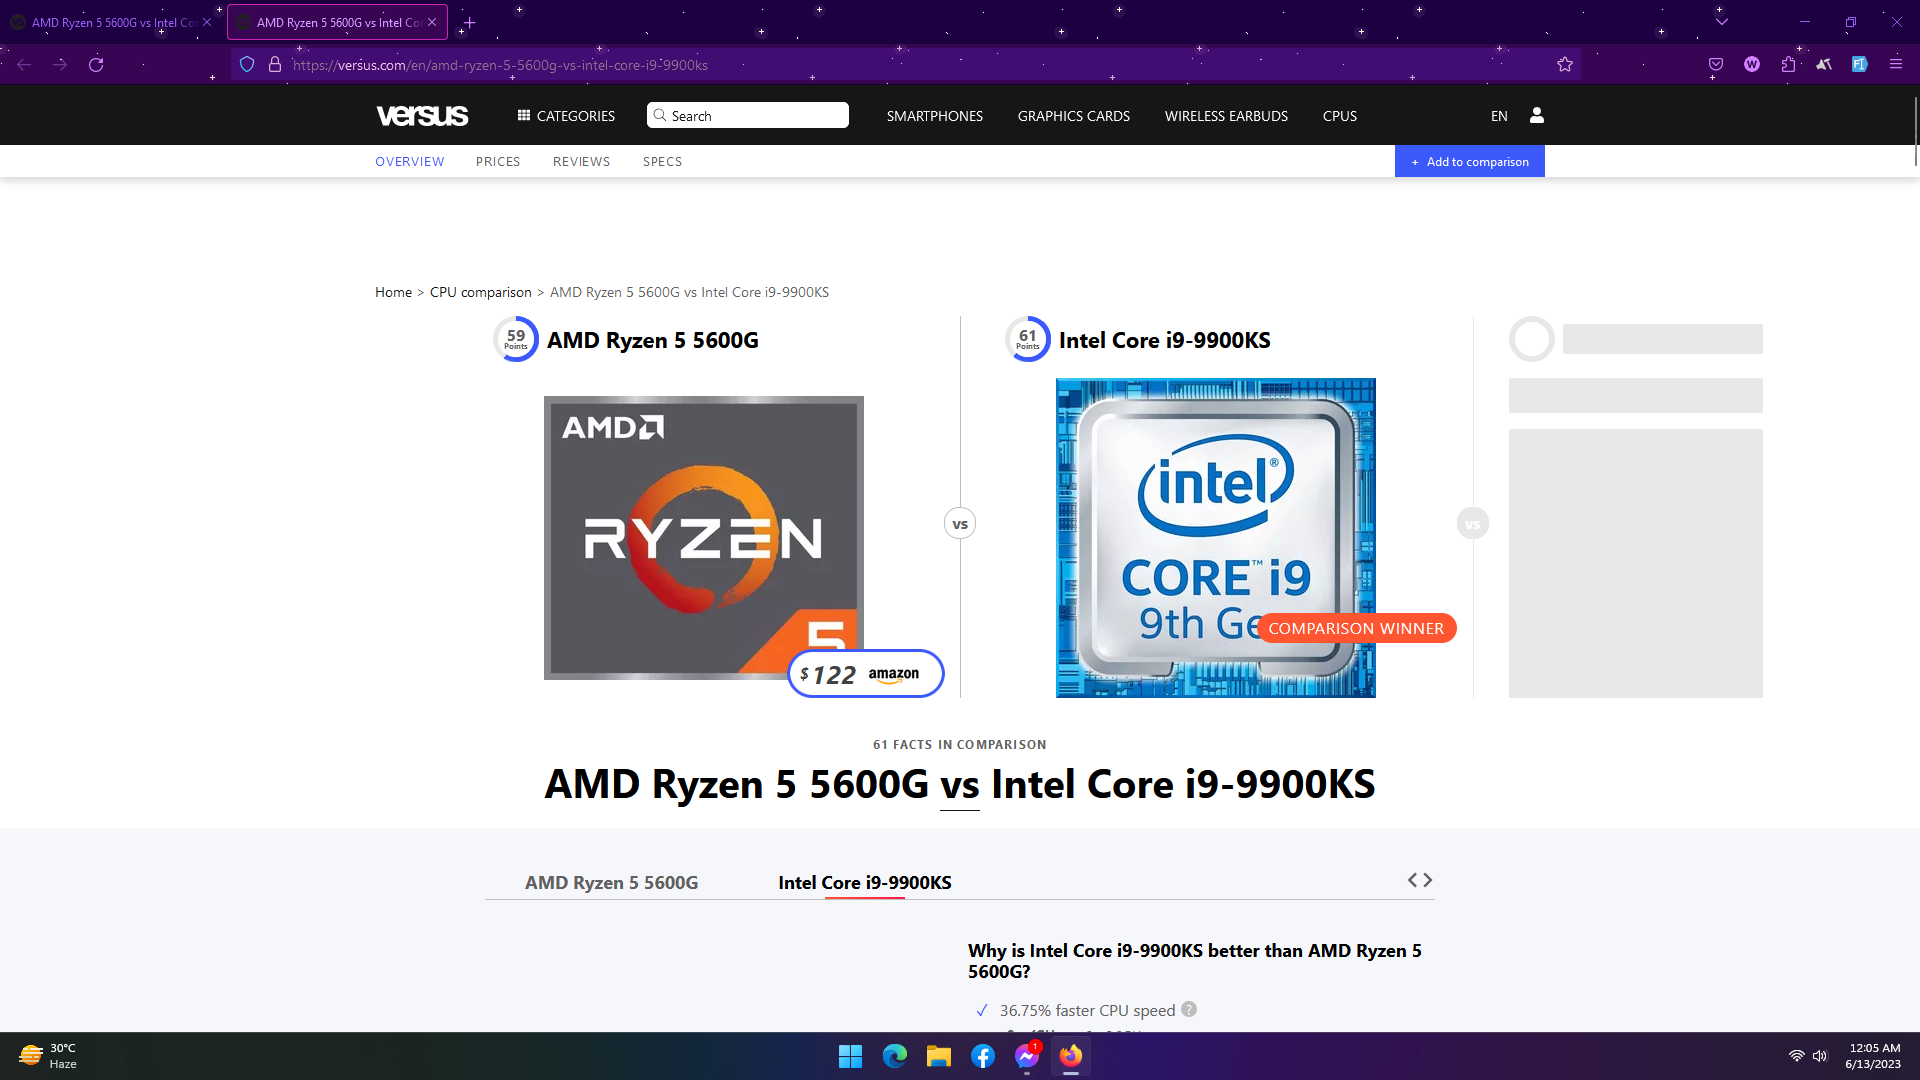 AMD Ryzen 5 5600G vs Intel Co
AMD Ryzen 5 5600G vs Intel Cor
https://versus.com/en/amd-ryzen-5-5600g-vs-intel-core-i9-9900ks
versus
CATEGORIES
Search
SMARTPHONES
GRAPHICS CARDS
WIRELESS EARBUDS
CPUS
EN
OVERVIEW
PRICES
REVIEWS
SPECS
+ Add to comparison
Home > CPU comparison > AMD Ryzen 5 5600G vs Intel Core i9-9900KS
59
Points
AMD Ryzen 5 5600G
61
Points
Intel Core i9-9900KS
AMD
RYZEN
5
$122 amazon
vs
intel®
CORE™ i9
9th Ge
COMPARISON WINNER
vs
61 FACTS IN COMPARISON
AMD Ryzen 5 5600G vs Intel Core i9-9900KS
AMD Ryzen 5 5600G
Intel Core i9-9900KS
Why is Intel Core i9-9900KS better than AMD Ryzen 5
5600G?
✓ 36.75% faster CPU speed ?
30°C
Haze
1
12:05 AM
6/13/2023